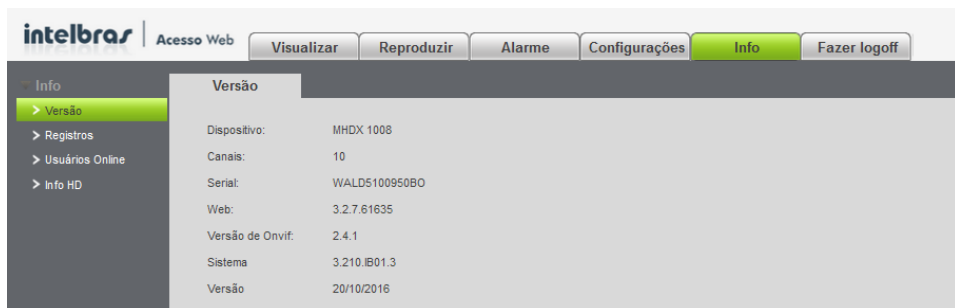 intelbras Acesso Web Visualizar Reproduzir Alarme Configurações Info Fazer logoff
Info
Versão
Versão
Registros
Usuários Online
Info HD
Dispositivo: MHDX 1008
Canais: 10
Serial: WALD5100950BO
Web: 3.2.7.61635
Versão de Onvif: 2.4.1
Sistema 3.210.IB01.3
Versão 20/10/2016